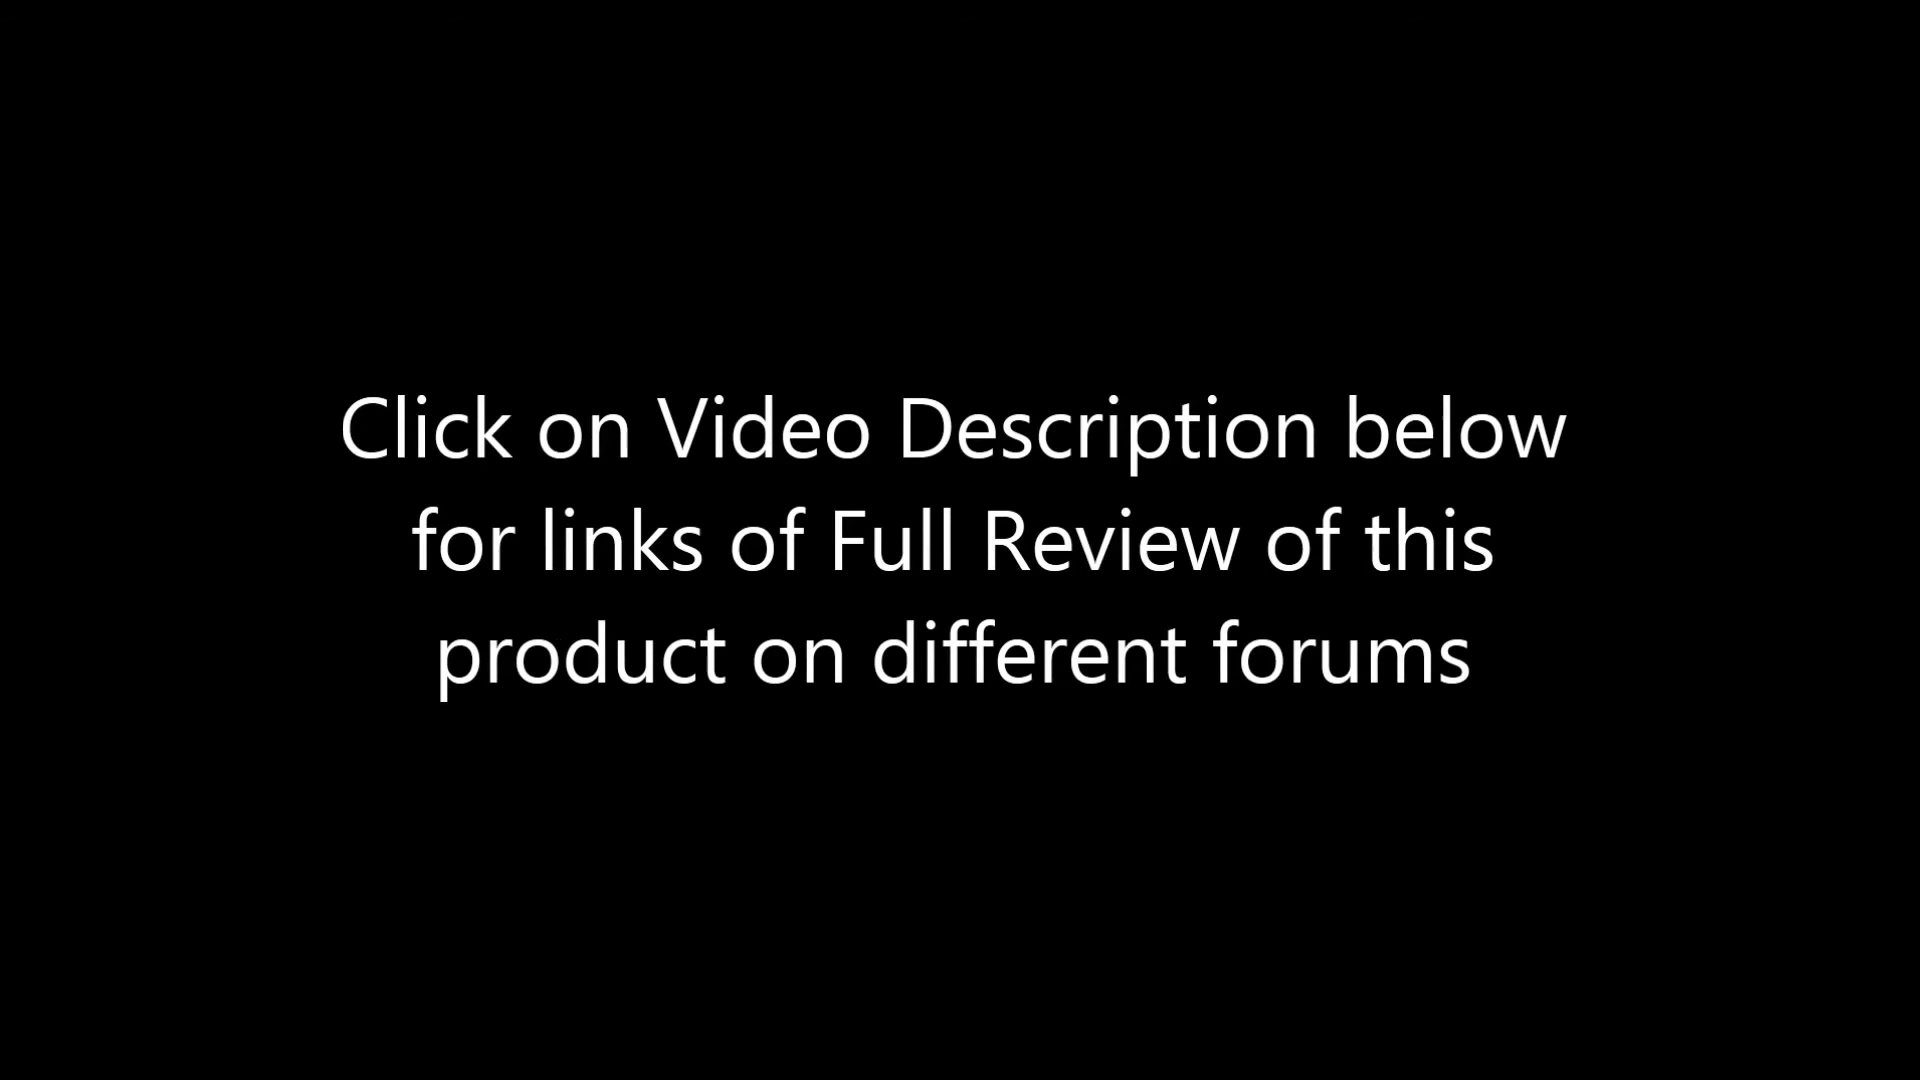 Click on Video Description below
for links of Full Review of this
product on different forums